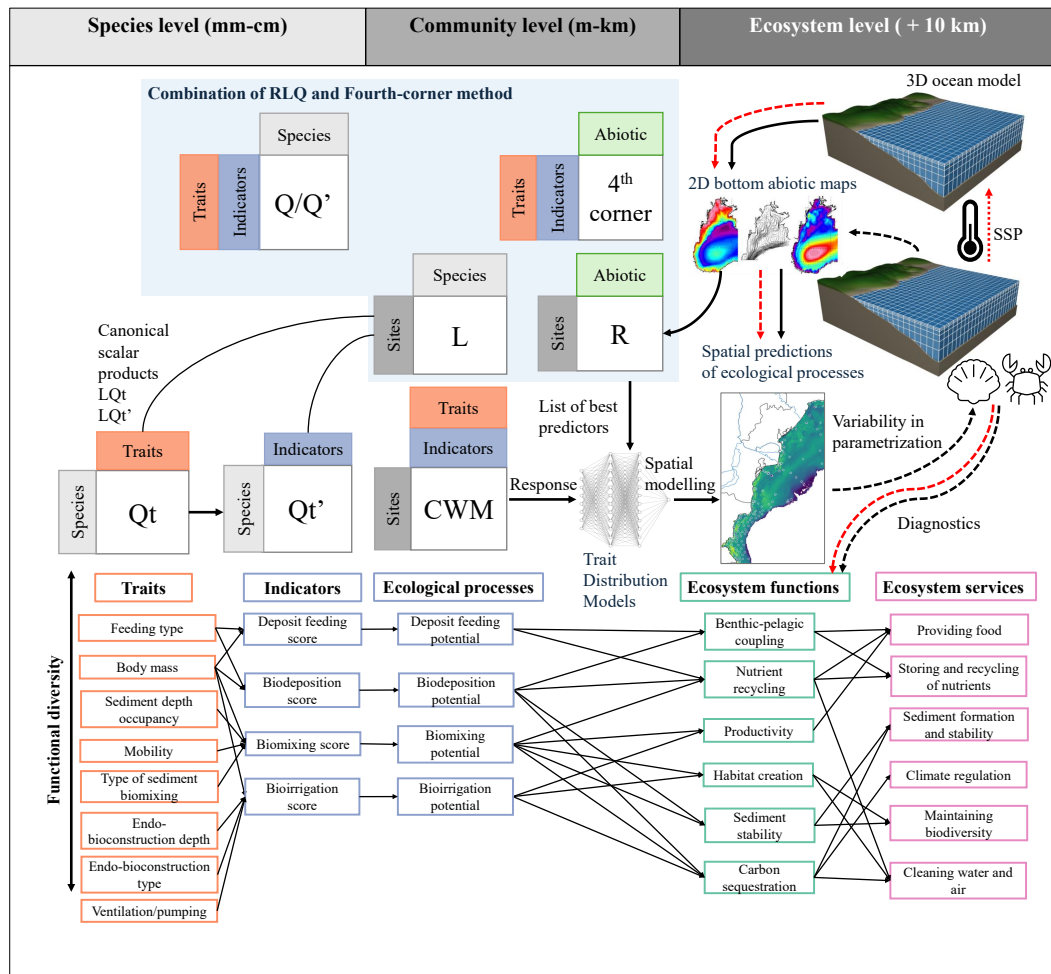 Species level (mm-cm)
Community level (m-km)
Ecosystem level ( + 10 km)
Combination of RLQ and Fourth-corner method
3D ocean model
Species
Traits
Indicators
Q/Q’
Abiotic
Traits
Indicators
4th
corner
2D bottom abiotic maps
SSP
Species
Sites
L
Abiotic
Sites
R
Canonical
scalar
products
LQt
LQt’
Spatial predictions
of ecological processes
Traits
Species
Qt
Indicators
Species
Qt’
Traits
Indicators
Sites
CWM
List of best
predictors
Response
Spatial
modelling
Trait
Distribution
Models
Variability in
parametrization
Diagnostics
Functional diversity
Traits
Indicators
Ecological processes
Ecosystem functions
Ecosystem services
Feeding type
Body mass
Sediment depth
occupancy
Mobility
Type of sediment
biomixing
Endo-
bioconstruction depth
Endo-bioconstruction
type
Ventilation/pumping
Deposit feeding
score
Biodeposition score
Biomixing score
Bioirrigation
score
Deposit feeding
potential
Biodeposition
potential
Biomixing
potential
Bioirrigation
potential
Benthic-pelagic
coupling
Nutrient
recycling
Productivity
Habitat creation
Sediment
stability
Carbon
sequestration
Providing food
Storing and recycling
of nutrients
Sediment formation
and stability
Climate regulation
Maintaining
biodiversity
Cleaning water and
air